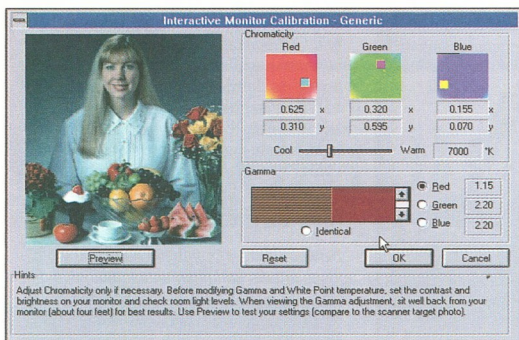 Interactive Monitor Calibration - Generic
Chromaticity
Red Green Blue
0.625 x 0.320 x 0.155 x
0.310 y 0.595 y 0.070 y
Cool Warm 7000 °K
Gamma
Red 1.15
Green 2.20
Blue 2.20
Identical
Preview Reset OK Cancel
Hints
Adjust Chromaticity only if necessary. Before modifying Gamma and White Point temperature, set the contrast and
brightness on your monitor and check room light levels. When viewing the Gamma adjustment, sit well back from your
monitor (about four feet) for best results. Use Preview to test your settings (compare to the scanner target photo).